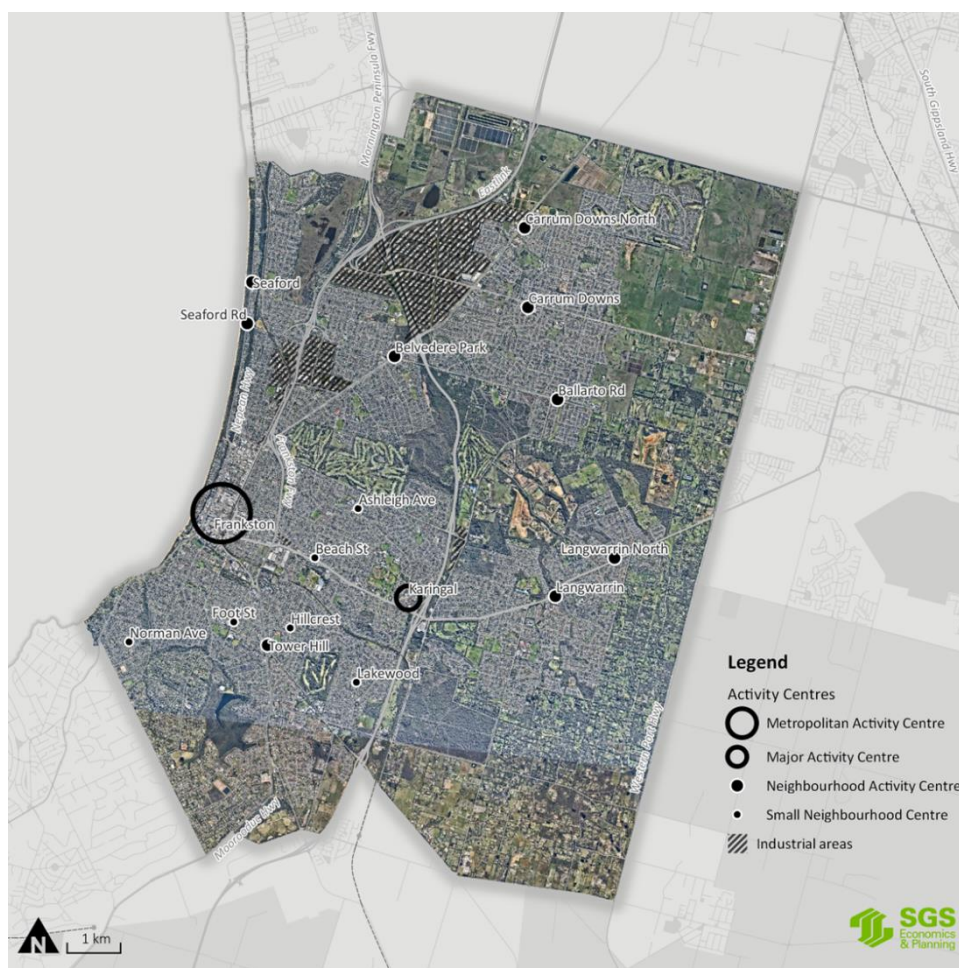 Mornington Peninsula Fwy
South Gippsland Hwy
Eastlink
Carrum Downs North
Seaford
Carrum Downs
Seaford Rd
Belvedere Park
Ballarto Rd
Nepean Hwy
Ashleigh Ave
Frankston
Beach St
Langwarrin North
Karingal
Langwarrin
Foot St
Hillcrest
Norman Ave
Tower Hill
Lakewood
Western Port Hwy
Moorooduc Hwy
Legend
Activity Centres
Metropolitan Activity Centre
Major Activity Centre
Neighbourhood Activity Centre
Small Neighbourhood Centre
Industrial areas
N
1 km
SGS
Economics
& Planning